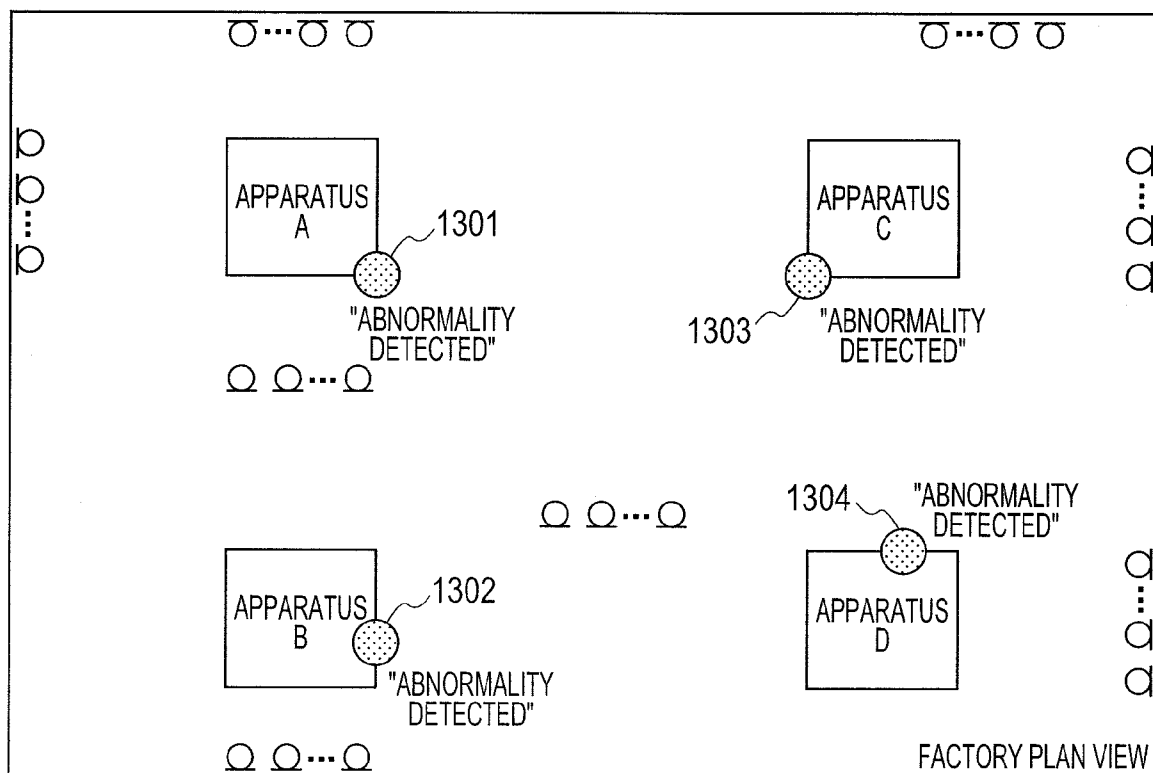 APPARATUS
A
1301
"ABNORMALITY
DETECTED"
APPARATUS
C
1303
"ABNORMALITY
DETECTED"
APPARATUS
B
1302
"ABNORMALITY
DETECTED"
1304
"ABNORMALITY
DETECTED"
APPARATUS
D
FACTORY PLAN VIEW